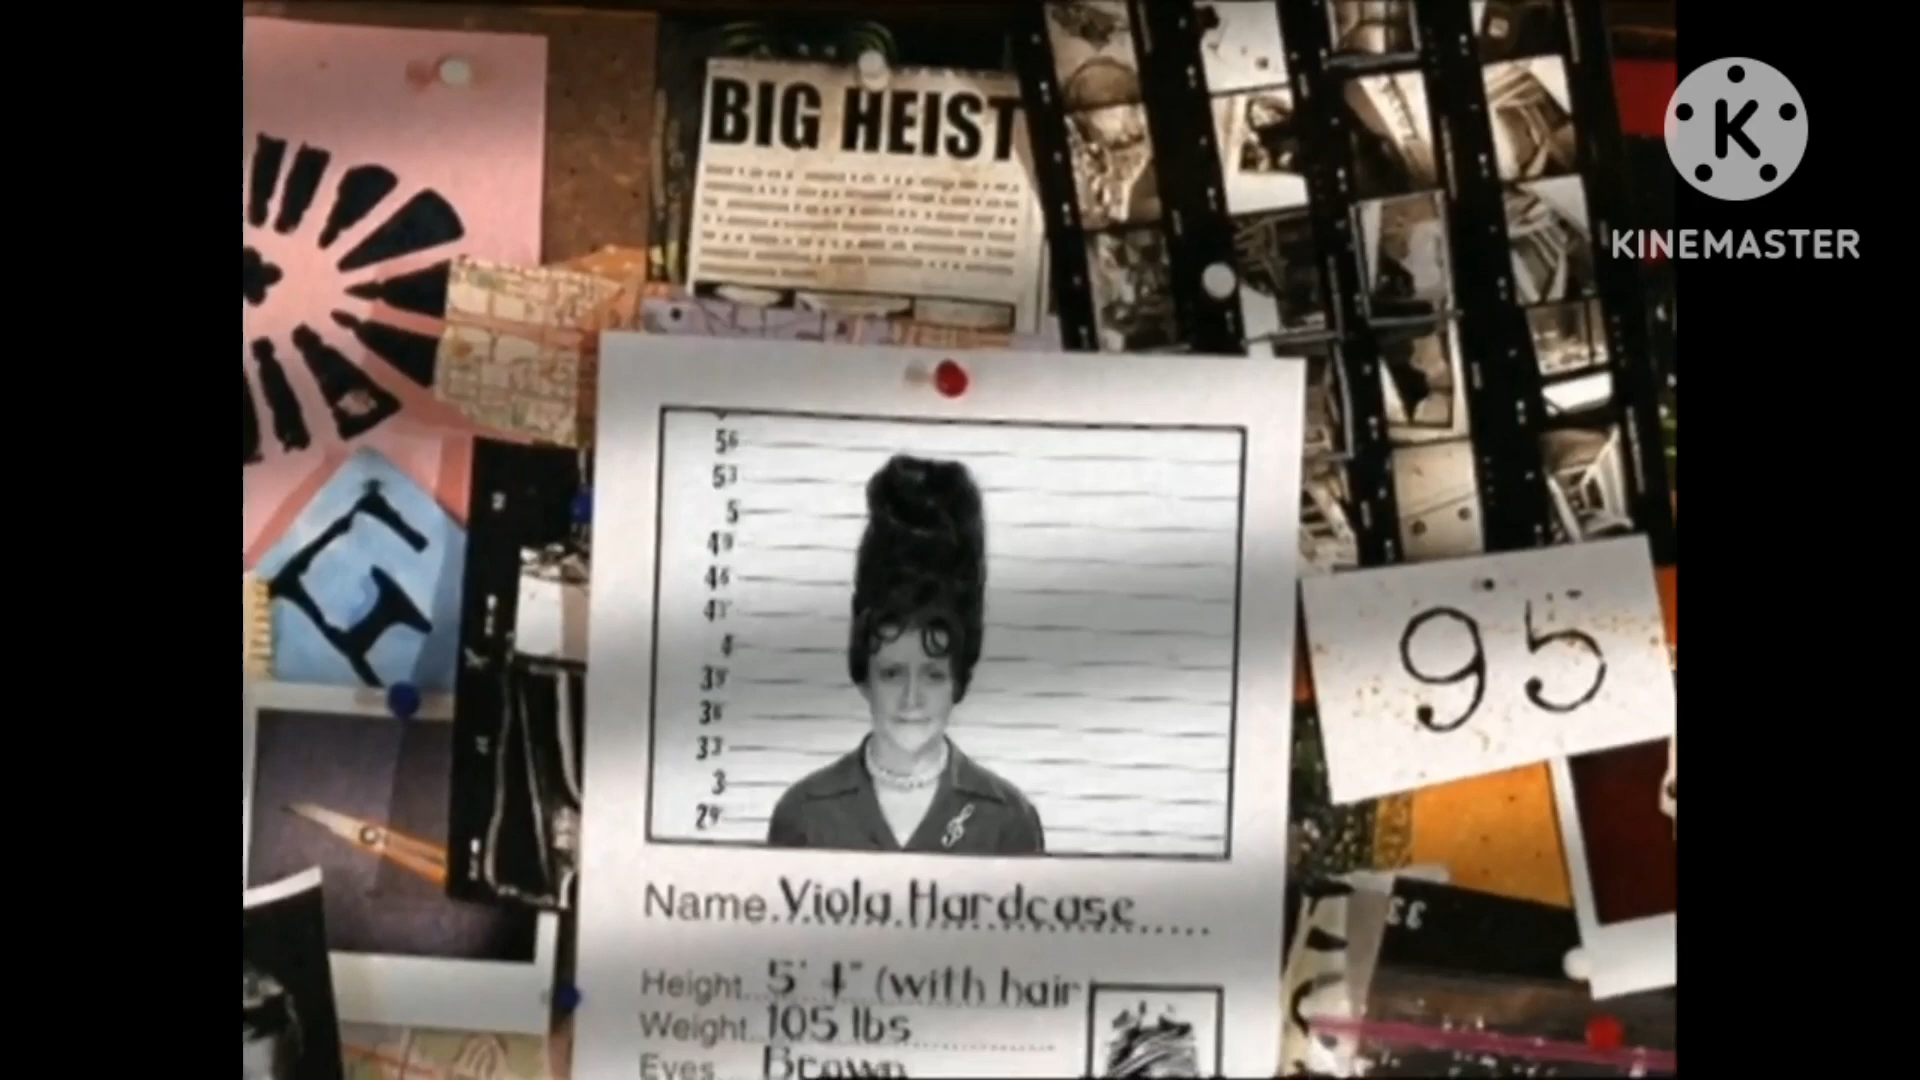 BIG HEIST
K
KINEMASTER
56
53
5
49
46
4
39
36
33
3
29
95
33
Name Viola Hardcase
Height 5' 4" (with hair
Weight 105 lbs
Eyes Brown